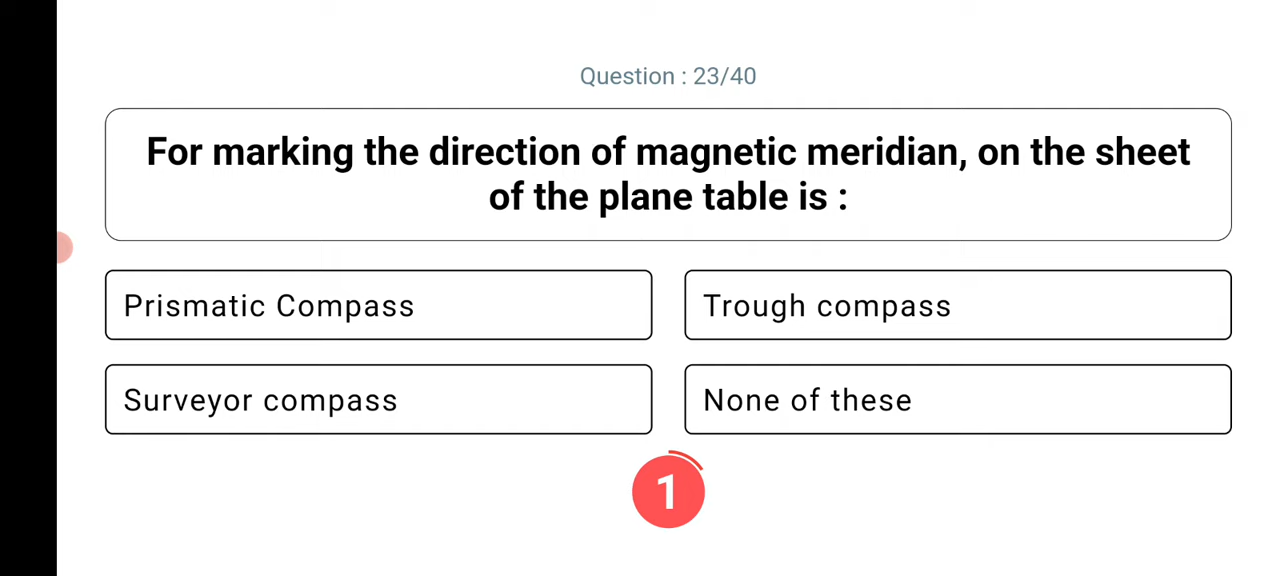 Question : 23/40
For marking the direction of magnetic meridian, on the sheet
of the plane table is :
Prismatic Compass
Trough compass
Surveyor compass
None of these
1